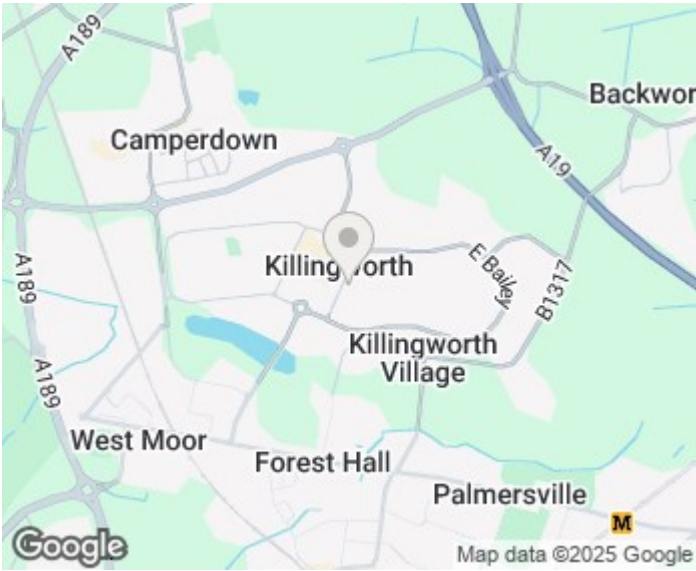 A189
Backwor
Camperdown
A19
Killingworth
E Bailey
A189
B1317
Killingworth
Village
A189
West Moor
Forest Hall
Palmersville
M
Google
Map data ©2025 Google